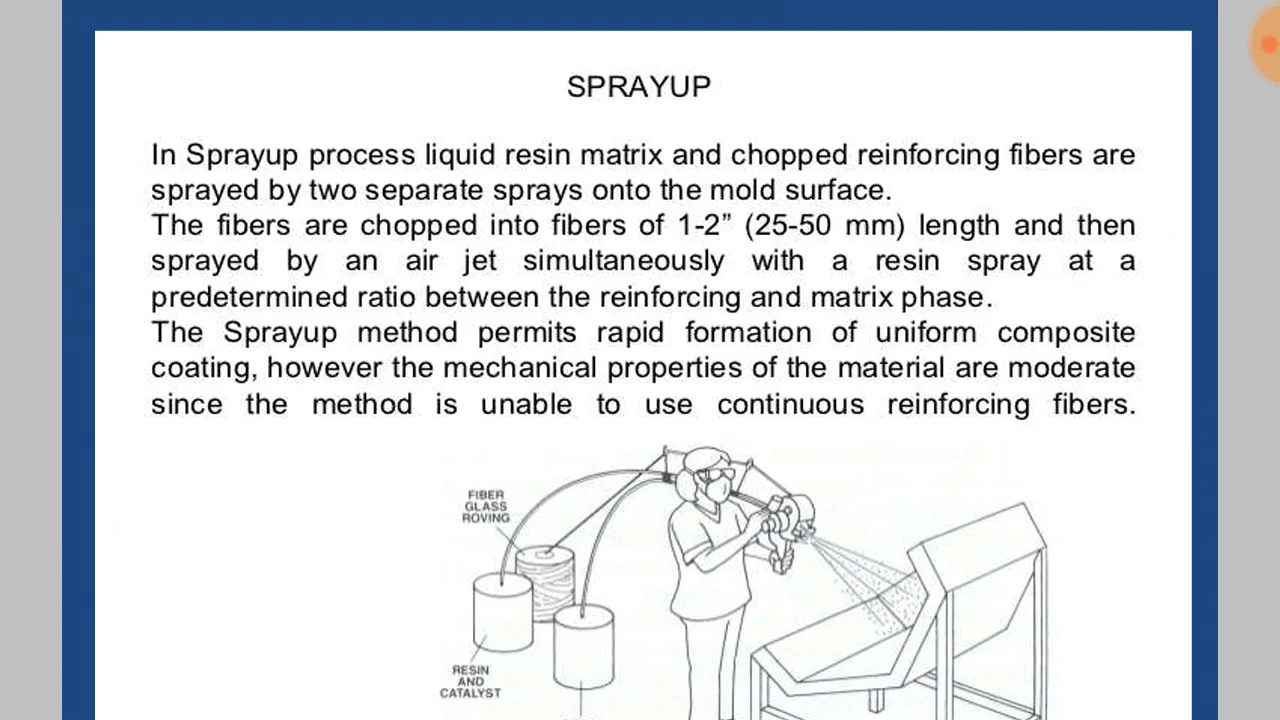 SPRAYUP
In Sprayup process liquid resin matrix and chopped reinforcing fibers are
sprayed by two separate sprays onto the mold surface.
The fibers are chopped into fibers of 1-2” (25-50 mm) length and then
sprayed by an air jet simultaneously with a resin spray at a
predetermined ratio between the reinforcing and matrix phase.
The Sprayup method permits rapid formation of uniform composite
coating, however the mechanical properties of the material are moderate
since the method is unable to use continuous reinforcing fibers.
FIBER
GLASS
ROVING
RESIN
AND
CATALYST